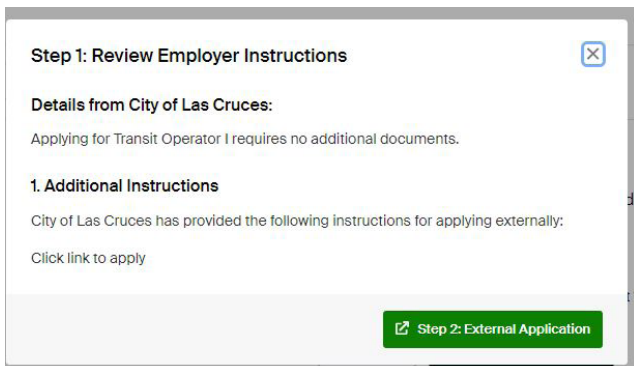 Step 1: Review Employer Instructions
Details from City of Las Cruces:
Applying for Transit Operator I requires no additional documents.
1. Additional Instructions
City of Las Cruces has provided the following instructions for applying externally:
Click link to apply
Step 2: External Application